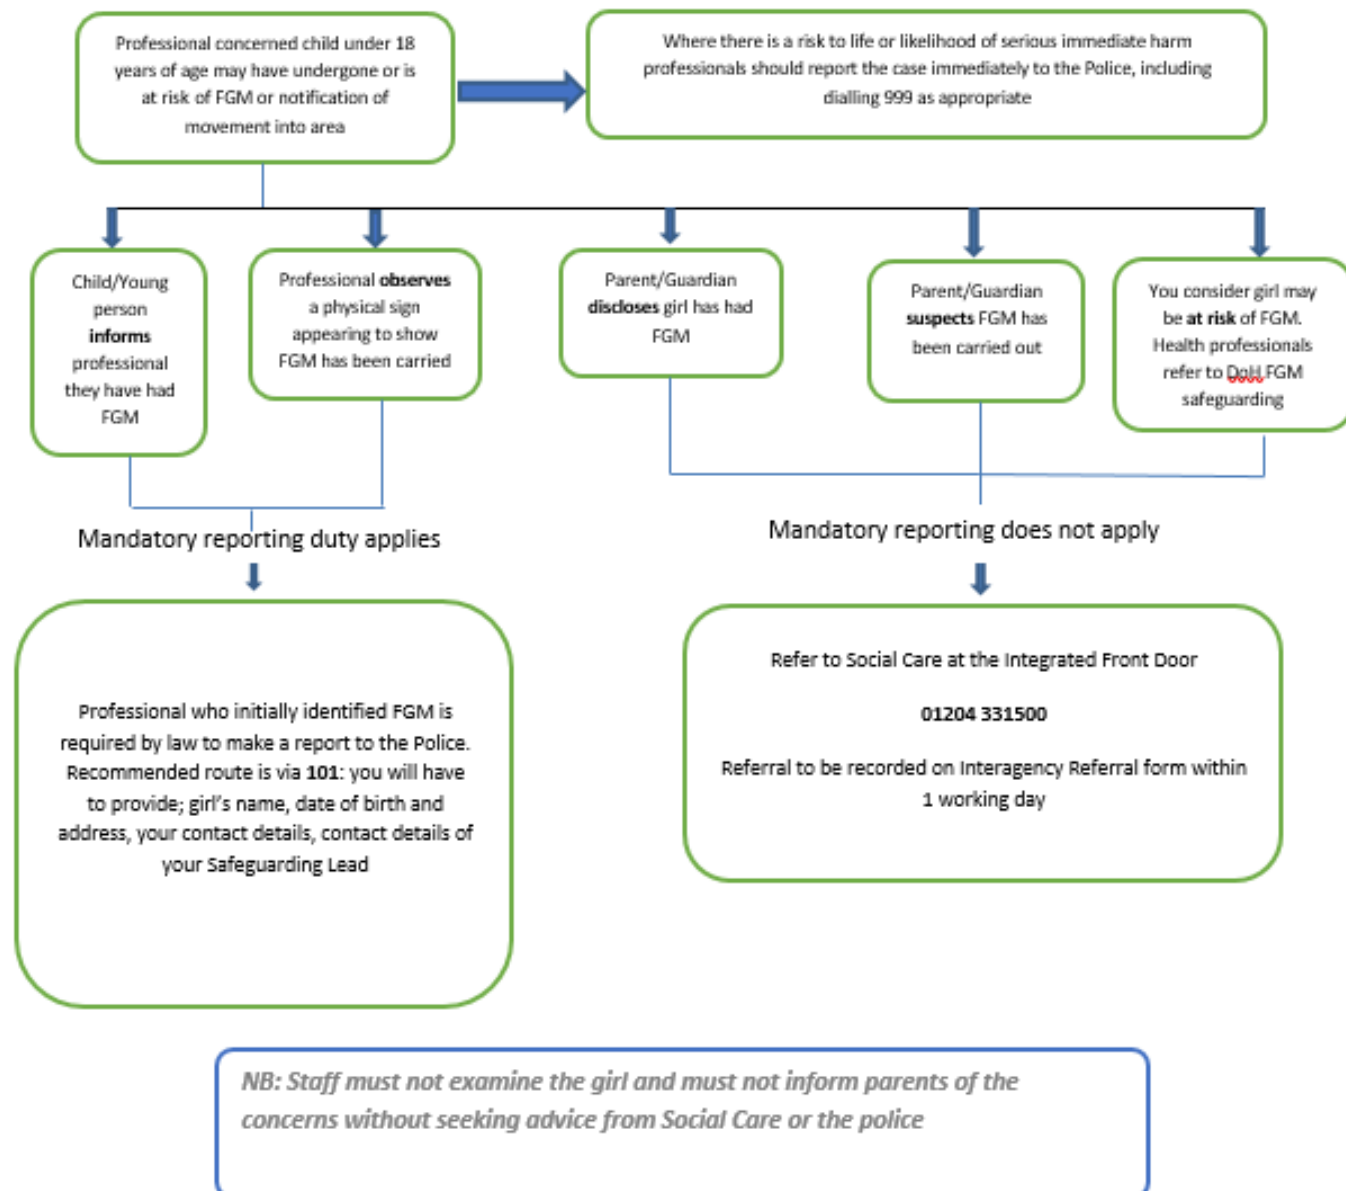 Professional concerned child under 18
years of age may have undergone or is
at risk of FGM or notification of
movement into area
Where there is a risk to life or likelihood of serious immediate harm
professionals should report the case immediately to the Police, including
dialling 999 as appropriate
Child/Young
person
informs
professional
they have had
FGM
Professional observes
a physical sign
appearing to show
FGM has been carried
Parent/Guardian
discloses girl has had
FGM
Parent/Guardian
suspects FGM has
been carried out
You consider girl may
be at risk of FGM.
Health professionals
refer to DoH FGM
safeguarding
Mandatory reporting duty applies
Mandatory reporting does not apply
Professional who initially identified FGM is
required by law to make a report to the Police.
Recommended route is via 101: you will have
to provide; girl's name, date of birth and
address, your contact details, contact details of
your Safeguarding Lead
Refer to Social Care at the Integrated Front Door
01204 331500
Referral to be recorded on Interagency Referral form within
1 working day
NB: Staff must not examine the girl and must not inform parents of the
concerns without seeking advice from Social Care or the police